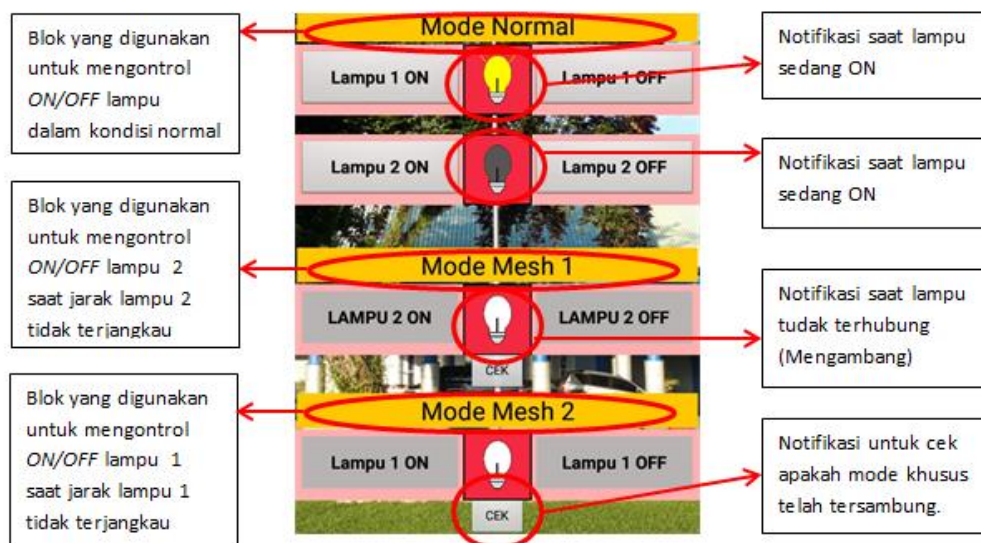 Blok yang digunakan
untuk mengontrol
ON/OFF lampu
dalam kondisi normal
Blok yang digunakan
untuk mengontrol
ON/OFF lampu 2
saat jarak lampu 2
tidak terjangkau
Blok yang digunakan
untuk mengontrol
ON/OFF lampu 1
saat jarak lampu 1
tidak terjangkau
Mode Normal
Lampu 1 ON
Lampu 1 OFF
Lampu 2 ON
Lampu 2 OFF
Mode Mesh 1
LAMPU 2 ON
LAMPU 2 OFF
CEK
Mode Mesh 2
Lampu 1 ON
Lampu 1 OFF
CEK
Notifikasi saat lampu
sedang ON
Notifikasi saat lampu
sedang ON
Notifikasi saat lampu
tudak terhubung
(Mengambang)
Notifikasi untuk cek
apakah mode khusus
telah tersambung.